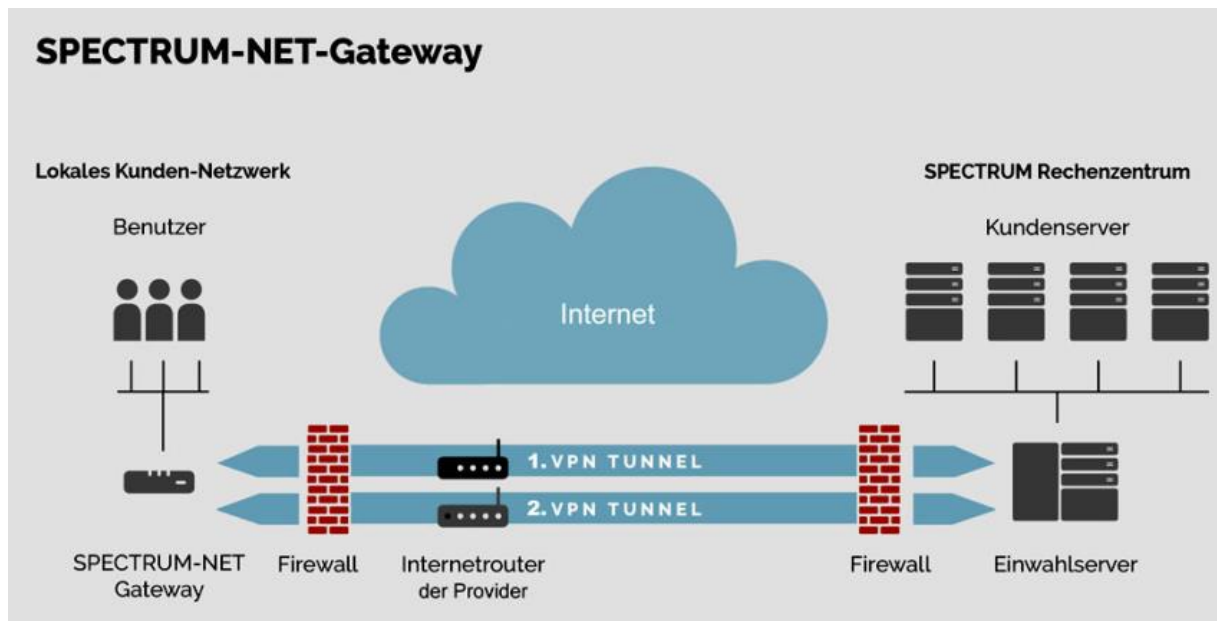 SPECTRUM-NET-Gateway
Lokales Kunden-Netzwerk
Benutzer
Internet
SPECTRUM Rechenzentrum
Kundenserver
1. VPN TUNNEL
2. VPN TUNNEL
SPECTRUM-NET
Gateway
Firewall
Internetrouter
der Provider
Firewall
Einwahlserver